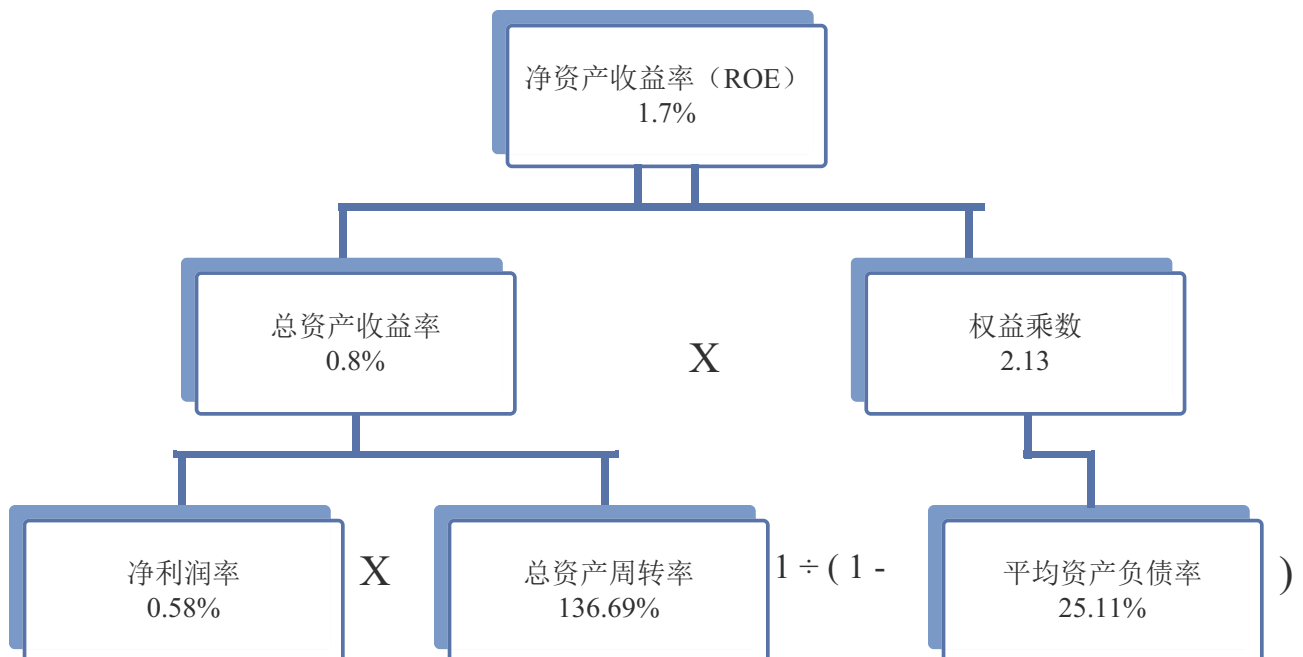 净资产收益率（ROE）
1.7%
总资产收益率
0.8%
X
权益乘数
2.13
净利润率
0.58%
X
总资产周转率
136.69%
1 ÷ ( 1 -
平均资产负债率
25.11%
)